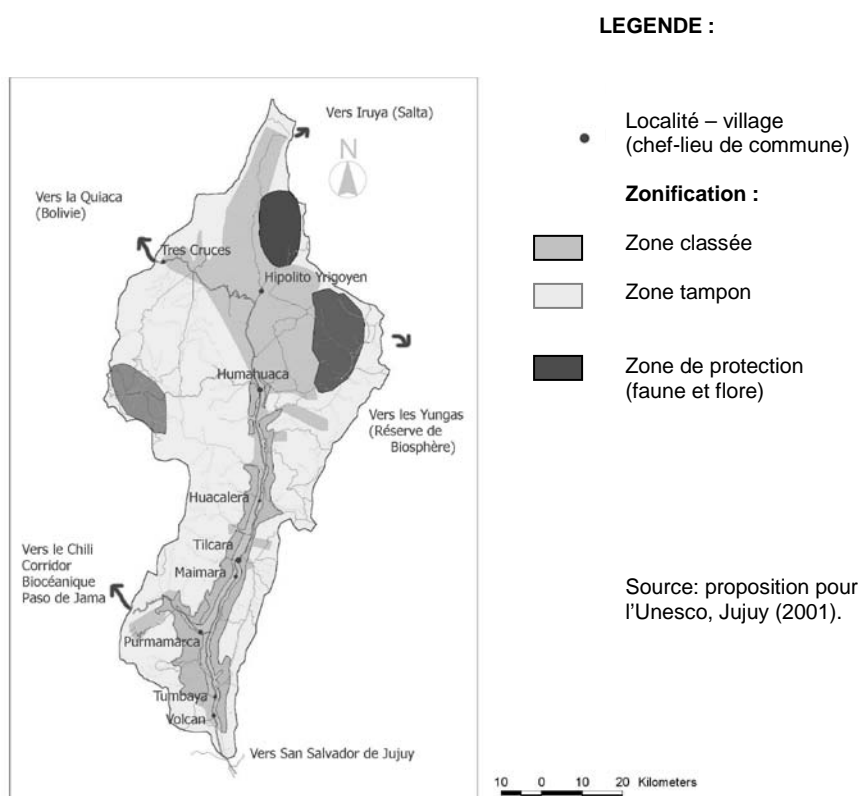 LEGENDE :
Vers Iruya (Salta)
N
Vers la Quiaca
(Bolivie)
Tres Cruces
Hipolito Yrigoyen
Humahuaca
Vers les Yungas
(Réserve de
Biosphère)
Huacalera
Tilcara
Maimara
Vers le Chili
Corridor
Biocéanique
Paso de Jama
Purmamarca
Tumbaya
Volcan
Vers San Salvador de Jujuy
Localité – village
(chef-lieu de commune)
Zonification :
Zone classée
Zone tampon
Zone de protection
(faune et flore)
Source: proposition pour
l’Unesco, Jujuy (2001).
10 0 10 20 Kilometers